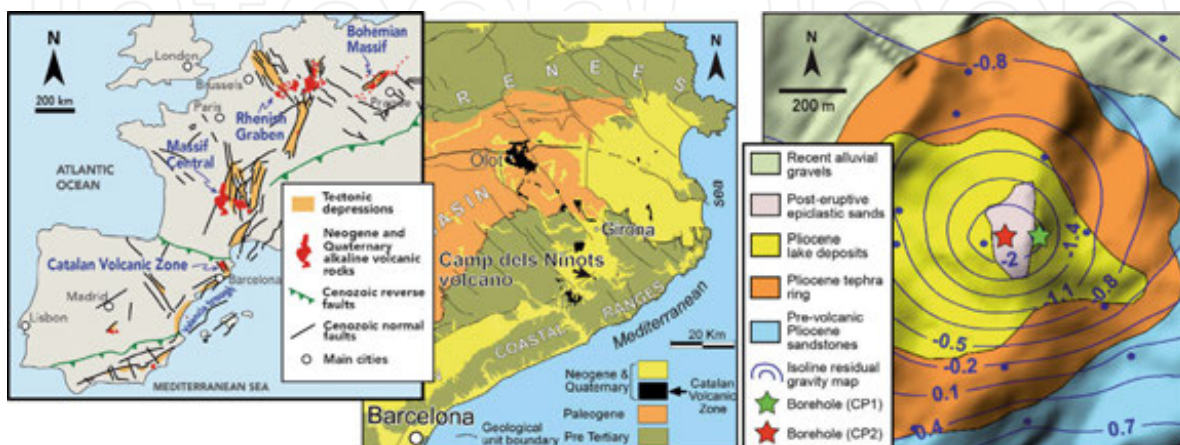 N
200 km
London
Brussels
Paris
Bohemian
Massif
Prague
Rhenish
Graben
Massif
Central
ATLANTIC
OCEAN
Catalan Volcanic Zone
Barcelona
Madrid
Lisbon
MEDITERRANEAN SEA
Tectonic
depressions
Neogene and
Quaternary
alkaline volcanic
rocks
Cenozoic reverse
faults
Cenozoic normal
faults
Main cities
N
R E N E E S
Olot
BASIN
Girona
sea
Camp dels Ninots
volcano
COASTAL RANGES
Mediterranean
20 Km
Barcelona
Geological
unit boundary
Neogene &
Quaternary
Catalan
Volcanic
Zone
Paleogene
Pre Tertiary
N
200 m
Recent alluvial
gravels
Post-eruptive
epiclastic sands
Pliocene
lake deposits
Pliocene tephra
ring
Pre-volcanic
Pliocene
sandstones
Isoline residual
gravity map
Borehole (CP1)
Borehole (CP2)
-0.8
-1.4
-2
-1.1
-0.8
-0.5
-0.2
0.1
0.4
0.7